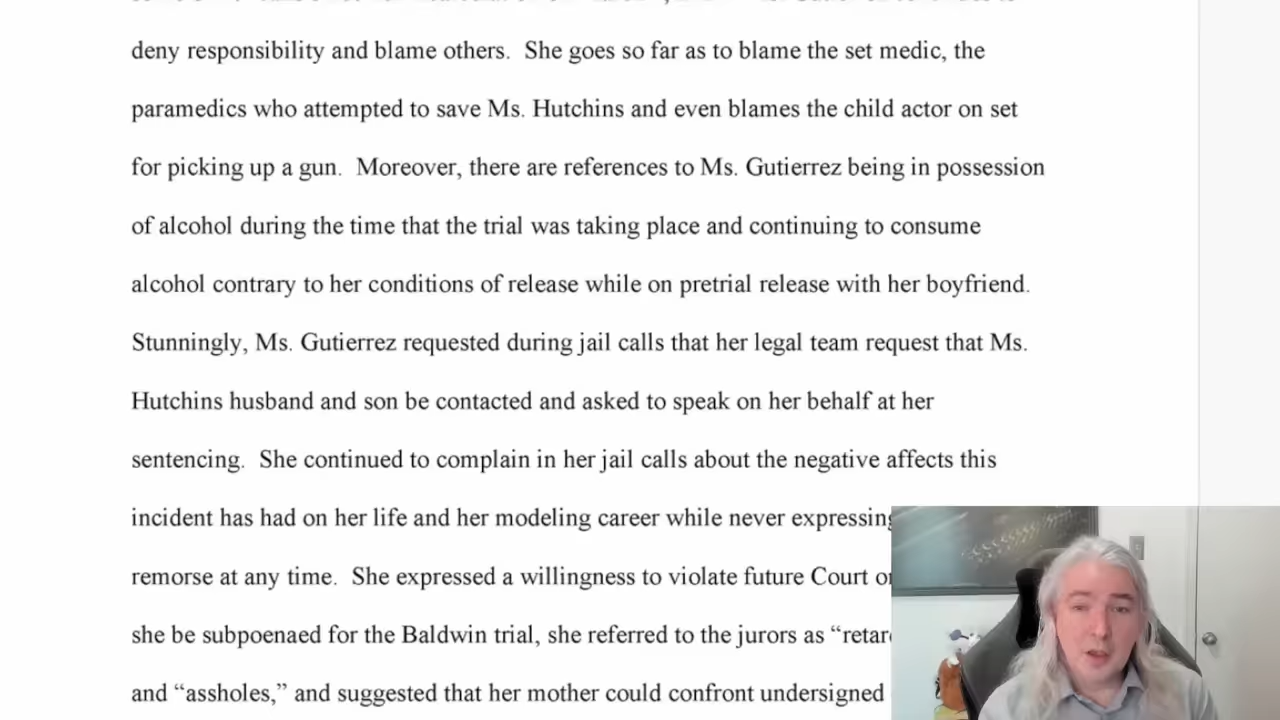 deny responsibility and blame others.  She goes so far as to blame the set medic, the
paramedics who attempted to save Ms. Hutchins and even blames the child actor on set
for picking up a gun.  Moreover, there are references to Ms. Gutierrez being in possession
of alcohol during the time that the trial was taking place and continuing to consume
alcohol contrary to her conditions of release while on pretrial release with her boyfriend.
Stunningly, Ms. Gutierrez requested during jail calls that her legal team request that Ms.
Hutchins husband and son be contacted and asked to speak on her behalf at her
sentencing.  She continued to complain in her jail calls about the negative affects this
incident has had on her life and her modeling career while never expressing
remorse at any time.  She expressed a willingness to violate future Court
she be subpoenaed for the Baldwin trial, she referred to the jurors as
and “assholes,” and suggested that her mother could confront undersigned